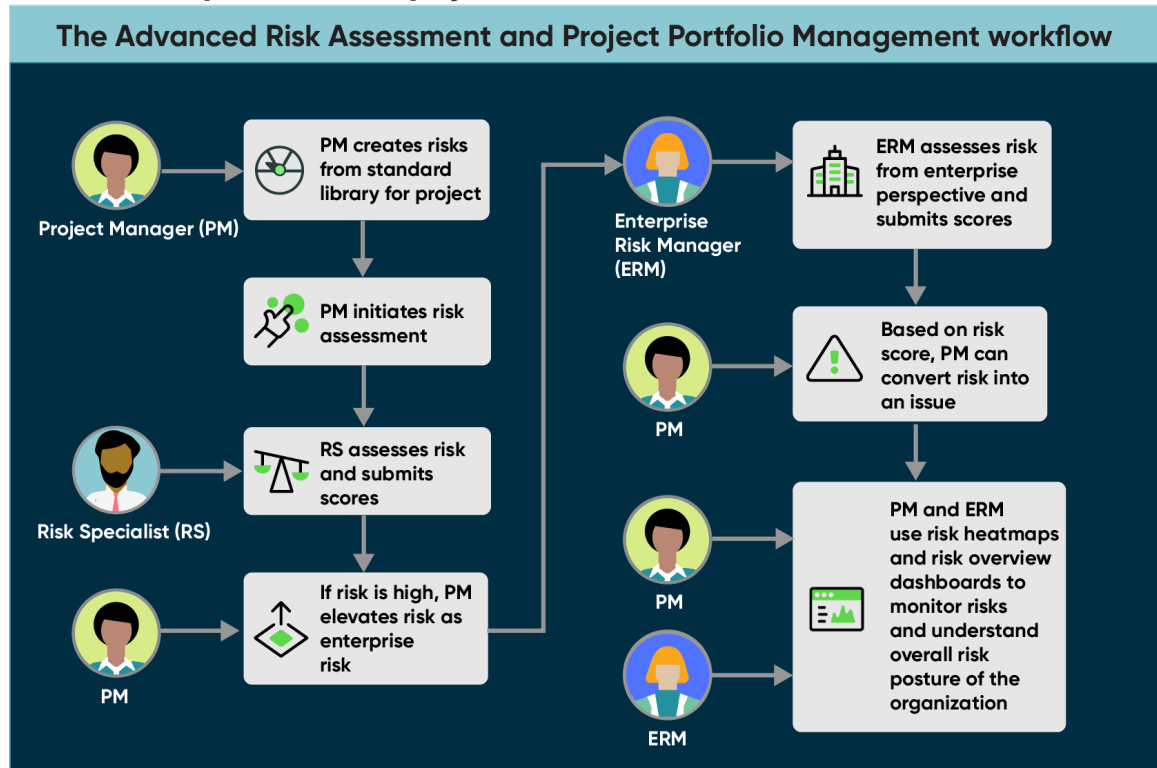 The Advanced Risk Assessment and Project Portfolio Management workflow
Project Manager (PM)
PM creates risks
from standard
library for project
PM initiates risk
assessment
Risk Specialist (RS)
RS assesses risk
and submits
scores
PM
If risk is high, PM
elevates risk as
enterprise
risk
Enterprise
Risk Manager
(ERM)
ERM assesses risk
from enterprise
perspective and
submits scores
PM
Based on risk
score, PM can
convert risk into
an issue
PM
ERM
PM and ERM
use risk heatmaps
and risk overview
dashboards to
monitor risks
and understand
overall risk
posture of the
organization